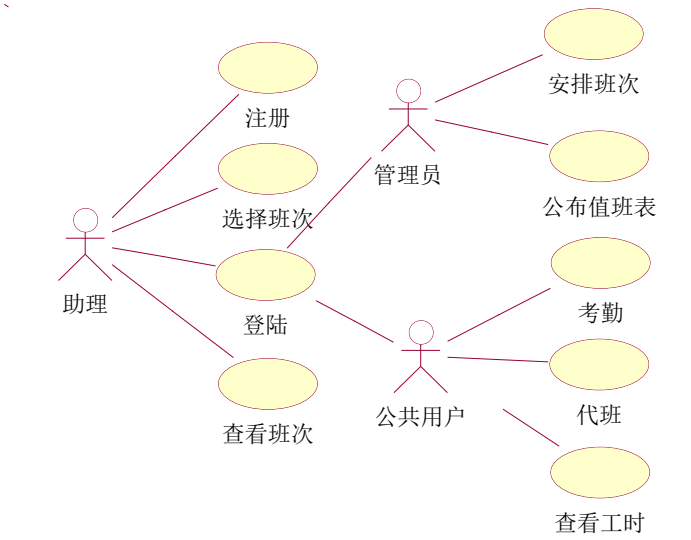 安排班次
注册
管理员
公布值班表
选择班次
助理
登陆
考勤
公共用户
代班
查看班次
查看工时